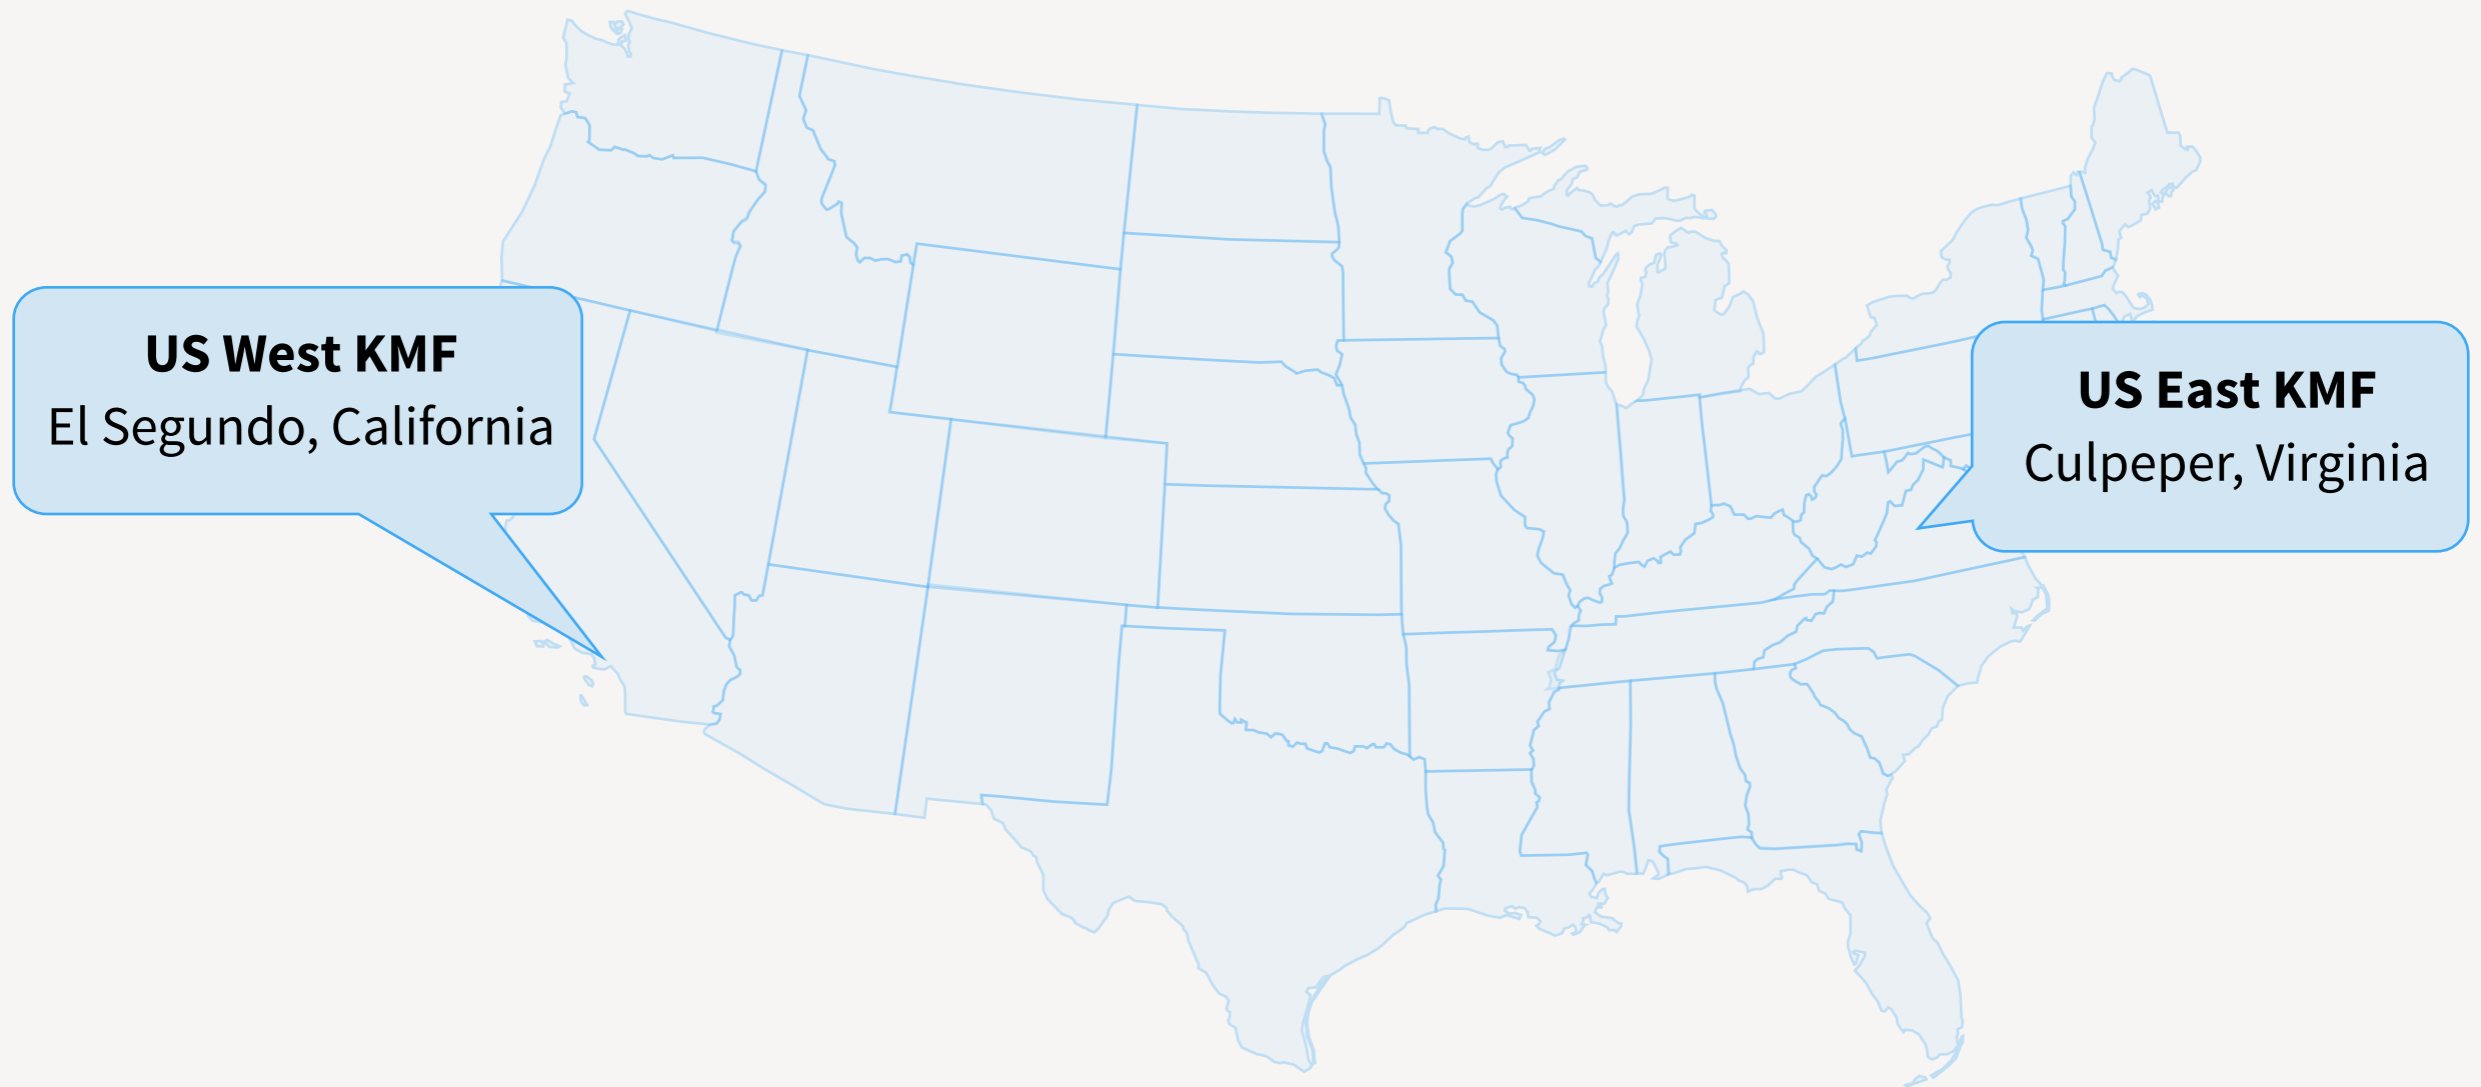 US West KMF
El Segundo, California
US East KMF
Culpeper, Virginia